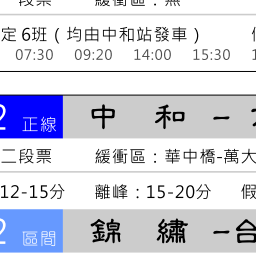 段票 緩衝區：無
定 6班（均由中和站發車）
07:30 09:20 14:00 15:30
2 正線 中 和 -
二段票 緩衝區：華中橋-萬大
12-15分 離峰：15-20分 假
2 區間 錦 繡 -台